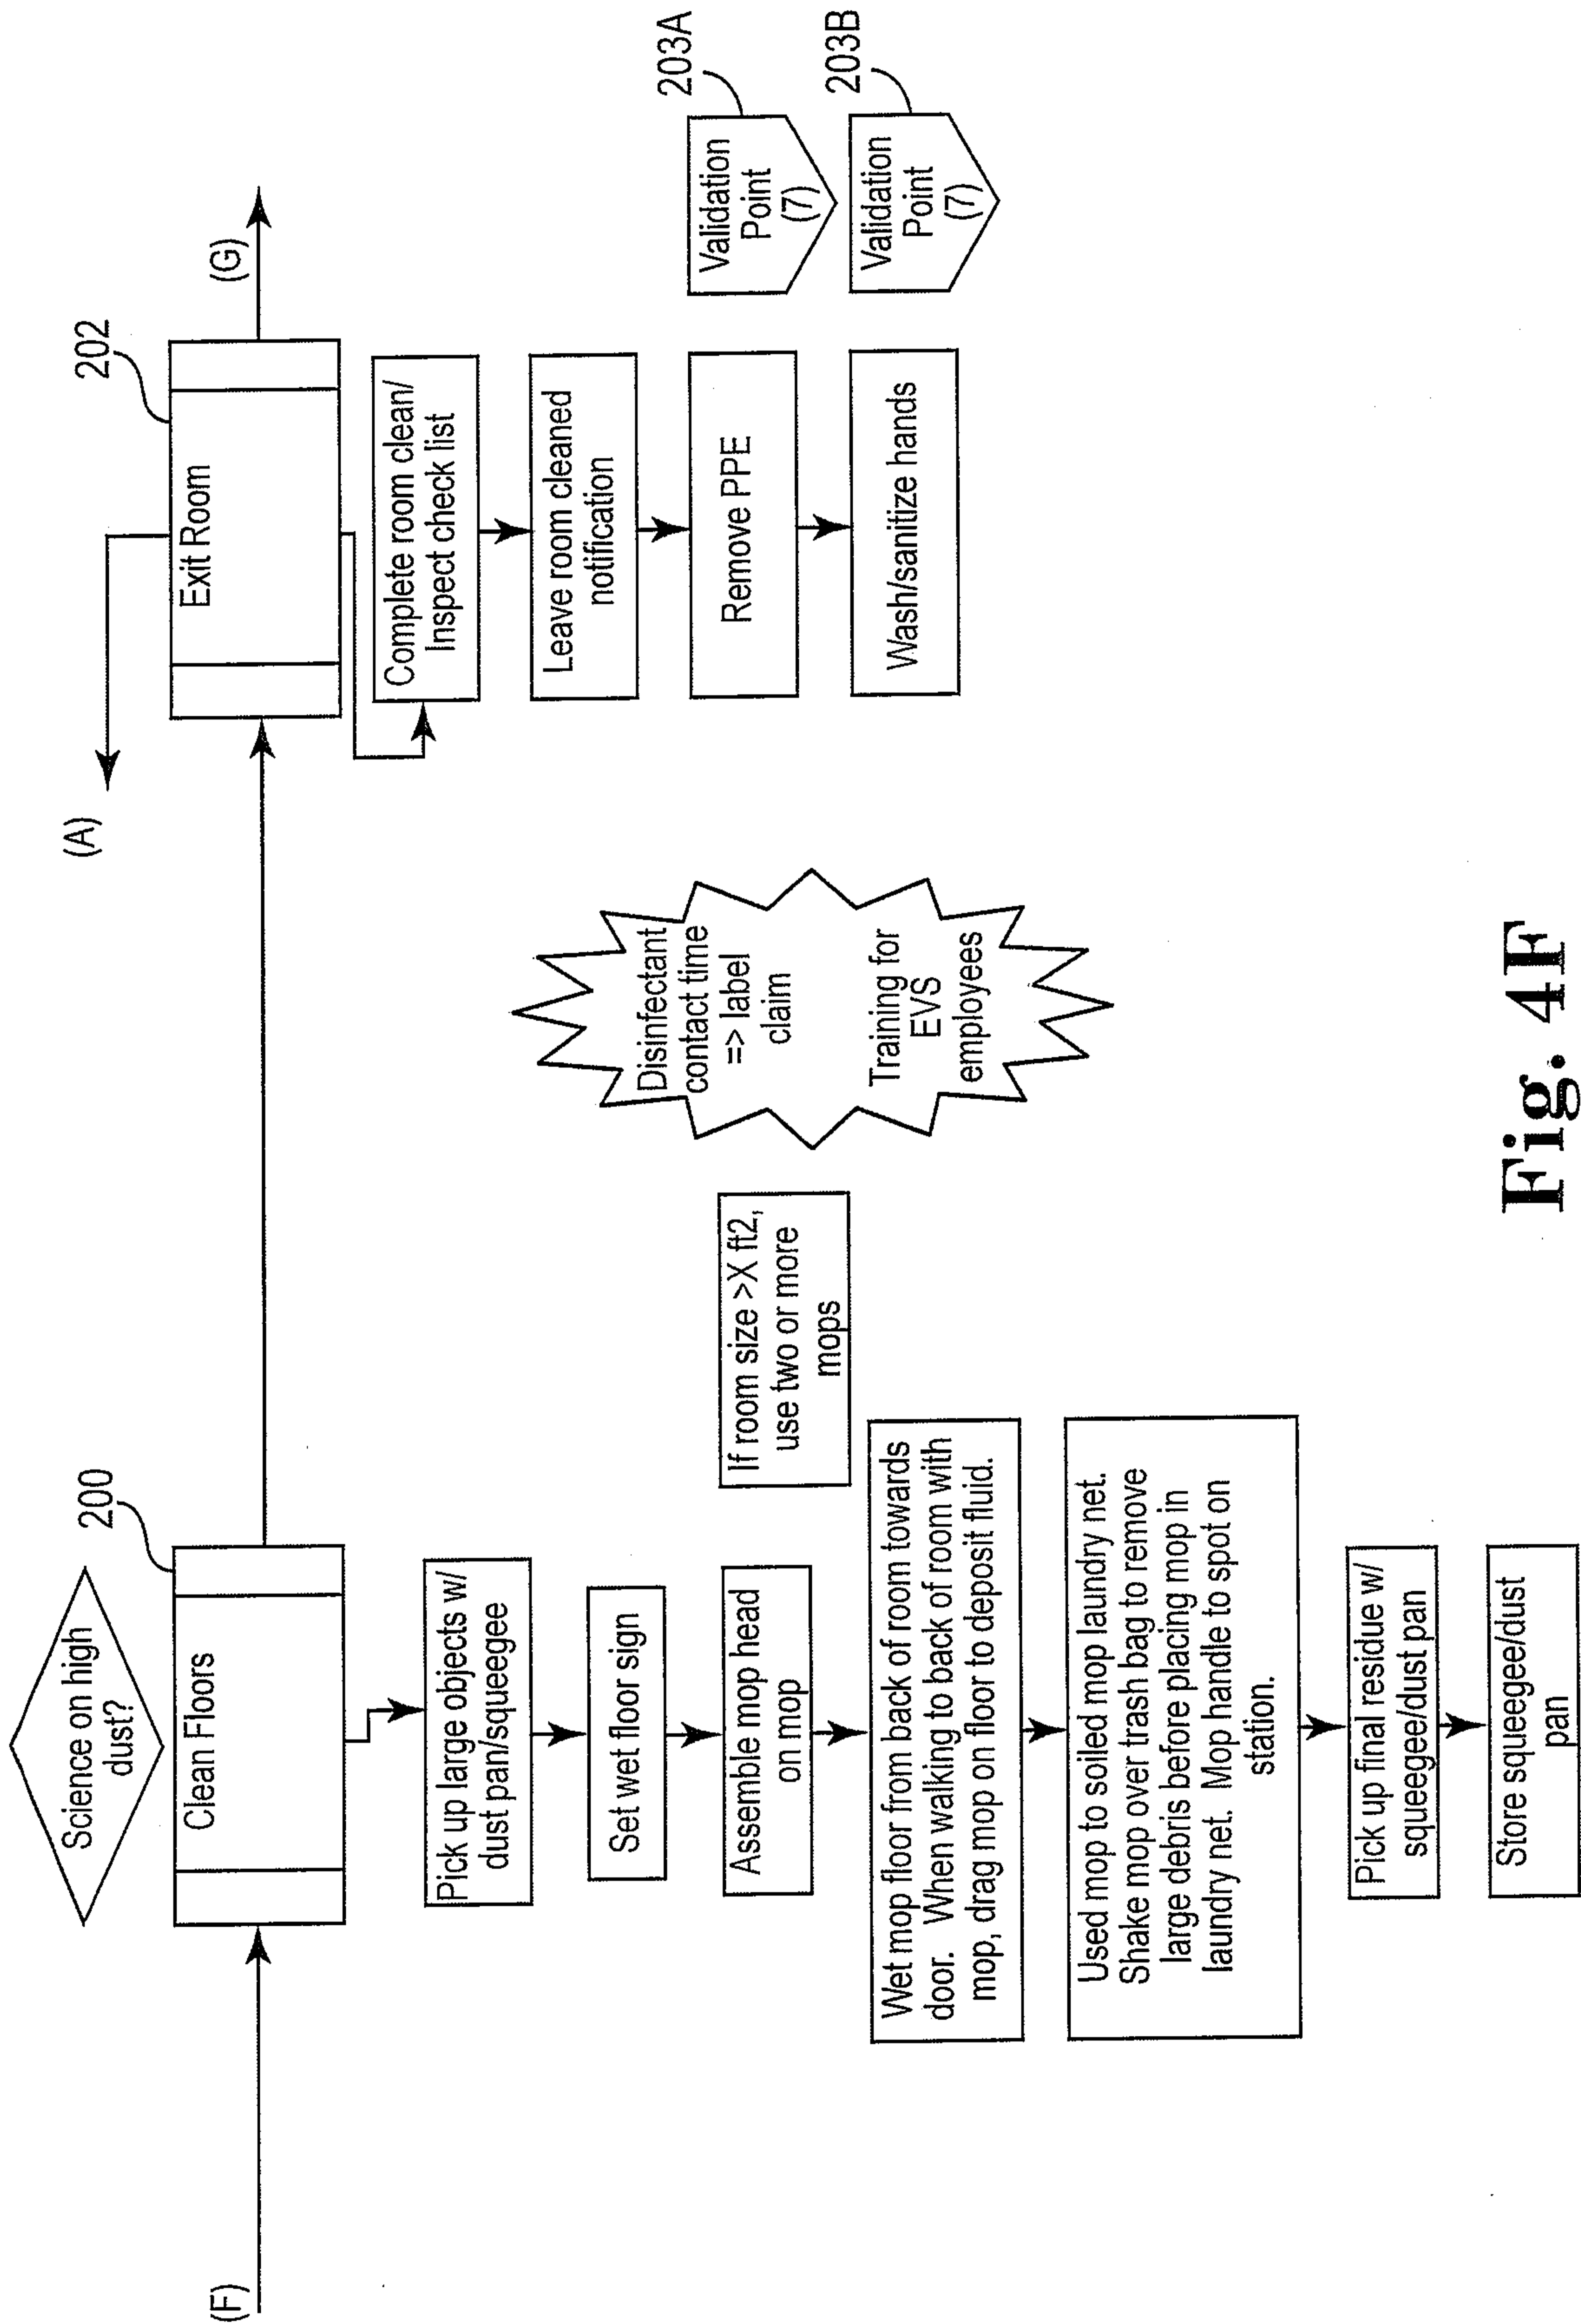 Science on high
dust?
200
(F)
Clean Floors
Pick up large objects w/
dust pan/squeegee
Set wet floor sign
Assemble mop head
on mop
If room size >X ft2,
use two or more
mops
Wet mop floor from back of room towards
door. When walking to back of room with
mop, drag mop on floor to deposit fluid.
Used mop to soiled mop laundry net.
Shake mop over trash bag to remove
large debris before placing mop in
laundry net. Mop handle to spot on
station.
Pick up final residue w/
squeegee/dust pan
Store squeegee/dust
pan
Disinfectant
contact time
=> label
claim
Training for
EVS
employees
(A)
202
(G)
Exit Room
Complete room clean/
Inspect check list
Leave room cleaned
notification
Remove PPE
Wash/sanitize hands
203A
Validation
Point
(7)
203B
Validation
Point
(7)
Fig. 4F